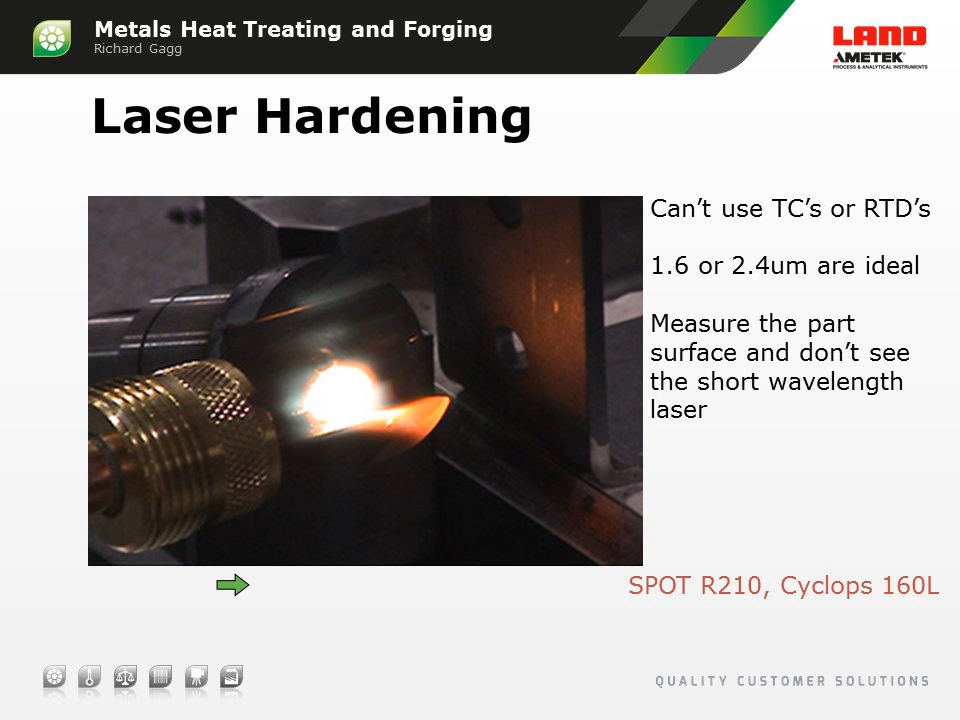 Metals Heat Treating and Forging
Richard Gagg
LAND
AMETEK®
PROCESS & ANALYTICAL INSTRUMENTS
Laser Hardening
Can’t use TC’s or RTD’s
1.6 or 2.4um are ideal
Measure the part
surface and don’t see
the short wavelength
laser
SPOT R210, Cyclops 160L
QUALITY CUSTOMER SOLUTIONS